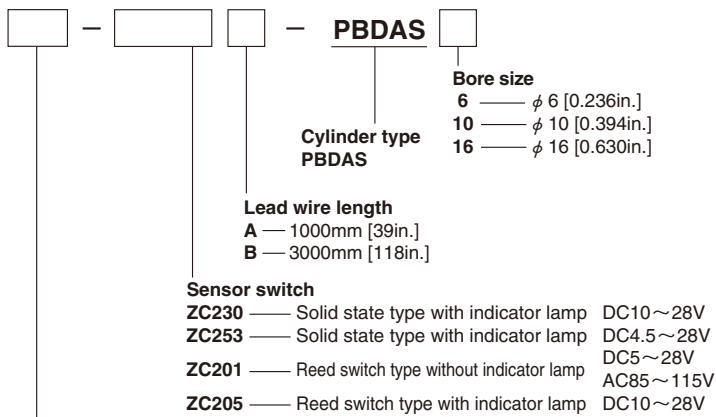 – – PBDAS
Bore size
6 φ 6 [0.236in.]
10 φ 10 [0.394in.]
16 φ 16 [0.630in.]
Cylinder type
PBDAS
Lead wire length
A 1000mm [39in.]
B 3000mm [118in.]
Sensor switch
ZC230 Solid state type with indicator lamp DC10～28V
ZC253 Solid state type with indicator lamp DC4.5～28V
ZC201 Reed switch type without indicator lamp DC5～28V
AC85～115V
ZC205 Reed switch type with indicator lamp DC10～28V